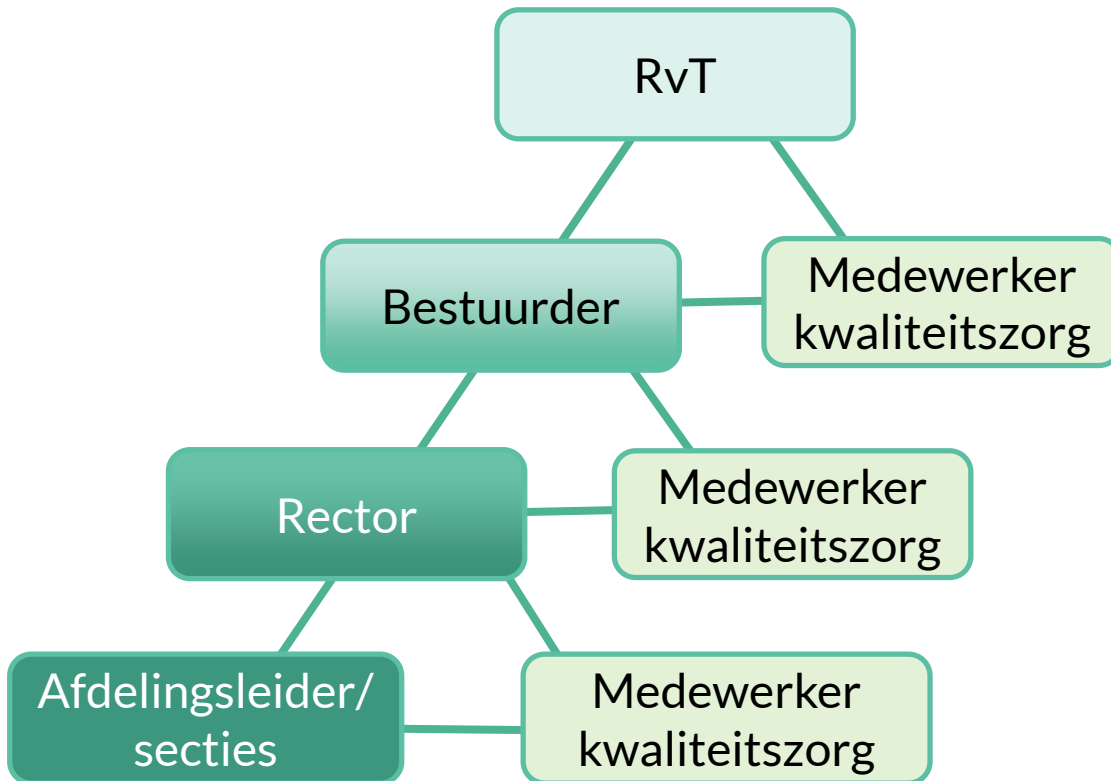 RvT
Bestuurder
Medewerker
kwaliteitszorg
Rector
Medewerker
kwaliteitszorg
Afdelingsleider/
secties
Medewerker
kwaliteitszorg